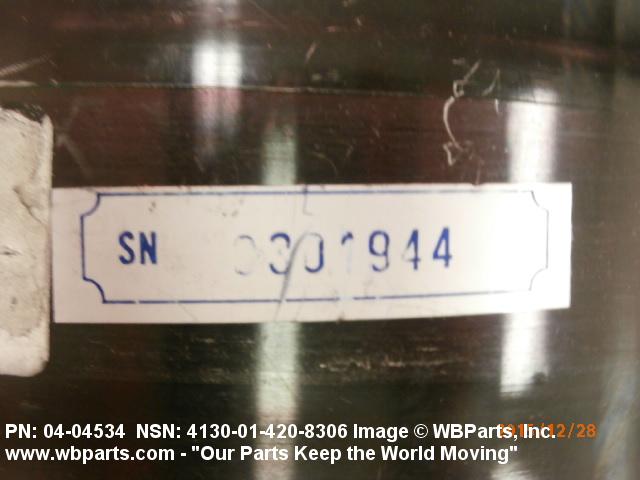 SN 0301944
PN: 04-04534 NSN: 4130-01-420-8306 Image © WBParts, Inc.
www.wbparts.com - "Our Parts Keep the World Moving"